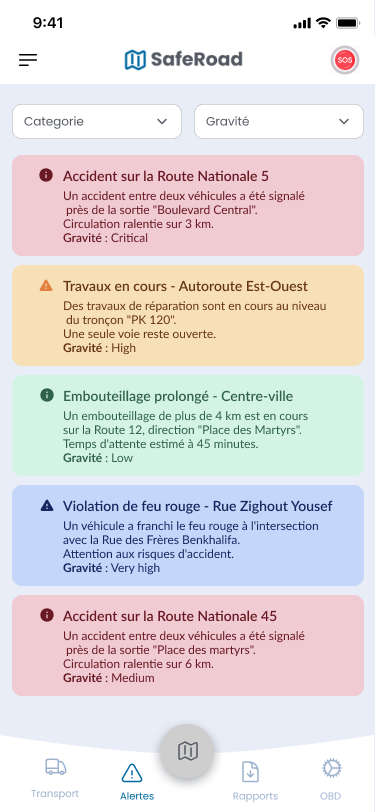 9:41
SafeRoad
SOS
Categorie
Gravité
Accident sur la Route Nationale 5
Un accident entre deux véhicules a été signalé
près de la sortie "Boulevard Central".
Circulation ralentie sur 3 km.
Gravité : Critical
Travaux en cours - Autoroute Est-Ouest
Des travaux de réparation sont en cours au niveau
du tronçon "PK 120".
Une seule voie reste ouverte.
Gravité : High
Embouteillage prolongé - Centre-ville
Un embouteillage de plus de 4 km est en cours
sur la Route 12, direction "Place des Martyrs".
Temps d'attente estimé à 45 minutes.
Gravité : Low
Violation de feu rouge - Rue Zighout Yousef
Un véhicule a franchi le feu rouge à l'intersection
avec la Rue des Frères Benkhalifa.
Attention aux risques d'accident.
Gravité : Very high
Accident sur la Route Nationale 45
Un accident entre deux véhicules a été signalé
près de la sortie "Place des martyrs".
Circulation ralentie sur 6 km.
Gravité : Medium
Transport
Alertes
Rapports
OBD